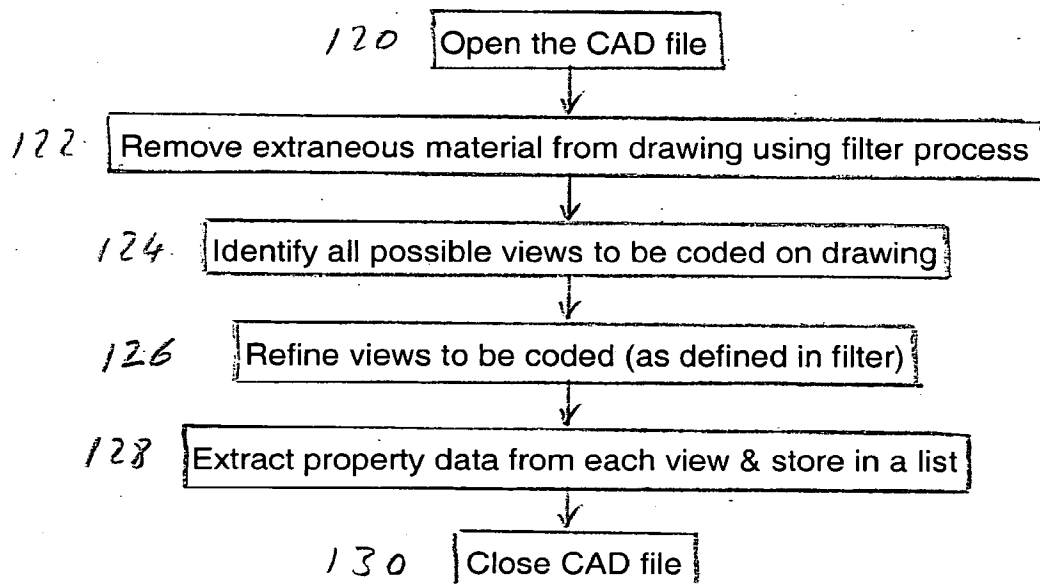 120 Open the CAD file
122 Remove extraneous material from drawing using filter process
124 Identify all possible views to be coded on drawing
126 Refine views to be coded (as defined in filter)
128 Extract property data from each view & store in a list
130 Close CAD file